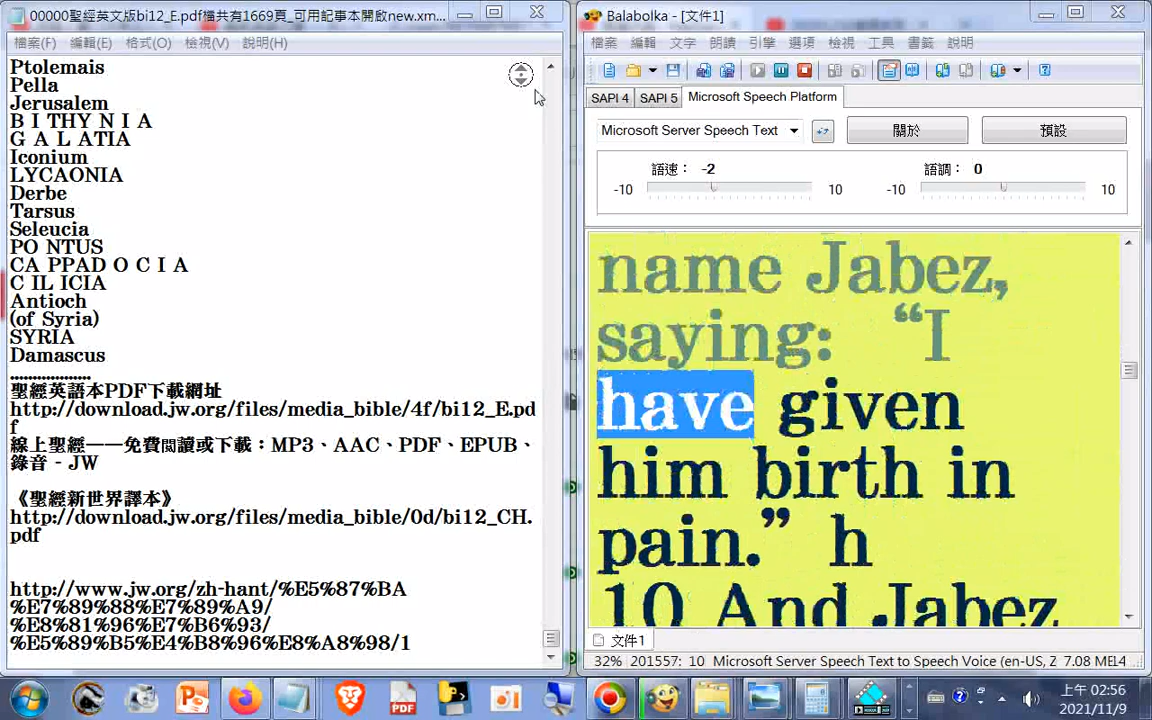 00000聖經英文版bi12_E.pdf檔共有1669頁_可用記事本開啟new.xm...
檔案(F) 編輯(E) 格式(O) 檢視(V) 說明(H)
Ptolemais
Pella
Jerusalem
B I THY N I A
G A L ATIA
Iconium
LYCAONIA
Derbe
Tarsus
Seleucia
PO NTUS
CA PPAD O C I A
C IL ICIA
Antioch
(of Syria)
SYRIA
Damascus
..................
聖經英語本PDF下載網址
http://download.jw.org/files/media_bible/4f/bi12_E.pd
f
線上聖經——免費閱讀或下載：MP3、AAC、PDF、EPUB、
錄音 - JW
《聖經新世界譯本》
http://download.jw.org/files/media_bible/0d/bi12_CH.
pdf
http://www.jw.org/zh-hant/%E5%87%BA
%E7%89%88%E7%89%A9/
%E8%81%96%E7%B6%93/
%E5%89%B5%E4%B8%96%E8%A8%98/1
Balabolka - [文件1]
檔案 編輯 文字 朗讀 引擎 選項 檢視 工具 書籤 說明
SAPI 4 SAPI 5 Microsoft Speech Platform
Microsoft Server Speech Text 關於 預設
語速： -2 語調： 0
-10 10 -10 10
name Jabez,
saying: “I
have given
him birth in
pain.” h
10 And Jabez
文件1
32% 201557: 10 Microsoft Server Speech Text to Speech Voice (en-US, Z 7.08 ME14
上午 02:56
2021/11/9